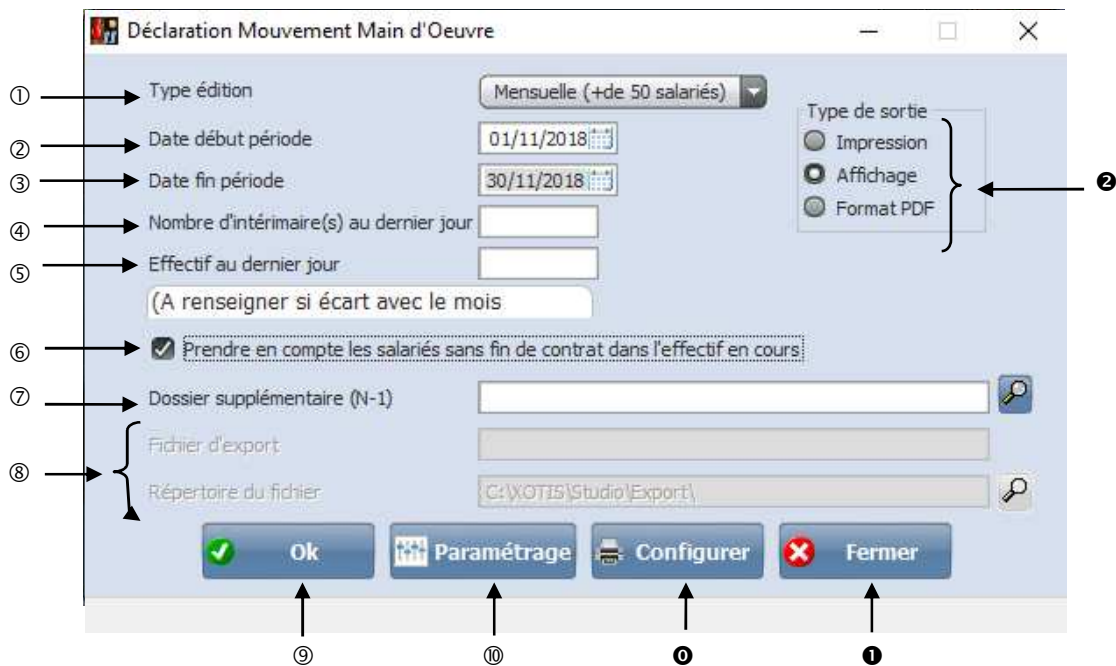 Déclaration Mouvement Main d'Oeuvre
① Type édition Mensuelle (+de 50 salariés)
Type de sortie
② Date début période 01/11/2018
Impression
③ Date fin période 30/11/2018
Affichage
❷
④ Nombre d'intérimaire(s) au dernier jour
Format PDF
⑤ Effectif au dernier jour
(A renseigner si écart avec le mois
⑥ Prendre en compte les salariés sans fin de contrat dans l'effectif en cours
⑦ Dossier supplémentaire (N-1)
Fichier d'export
⑧
Répertoire du fichier C:\XOTIS\Studio\Export\
Ok Paramétrage Configurer Fermer
⑨ ⑩ ⓿ ❶